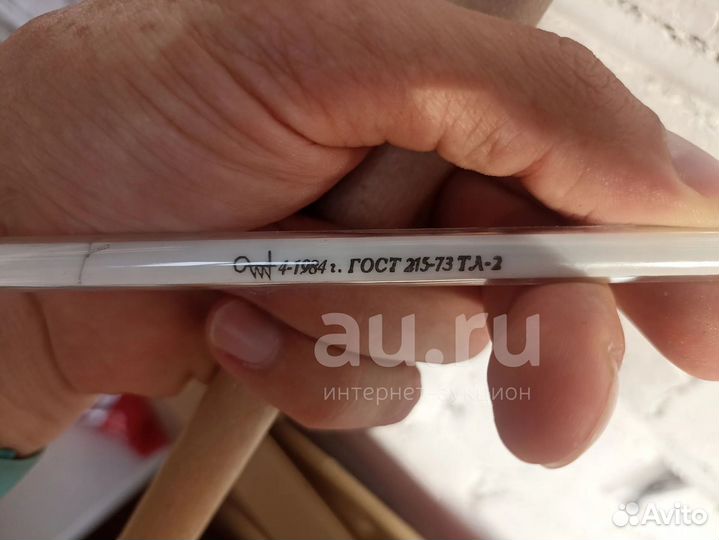 4-1984 г. ГОСТ 215-73 ТЛ-2
au.ru
интернет-аукцион
Avito